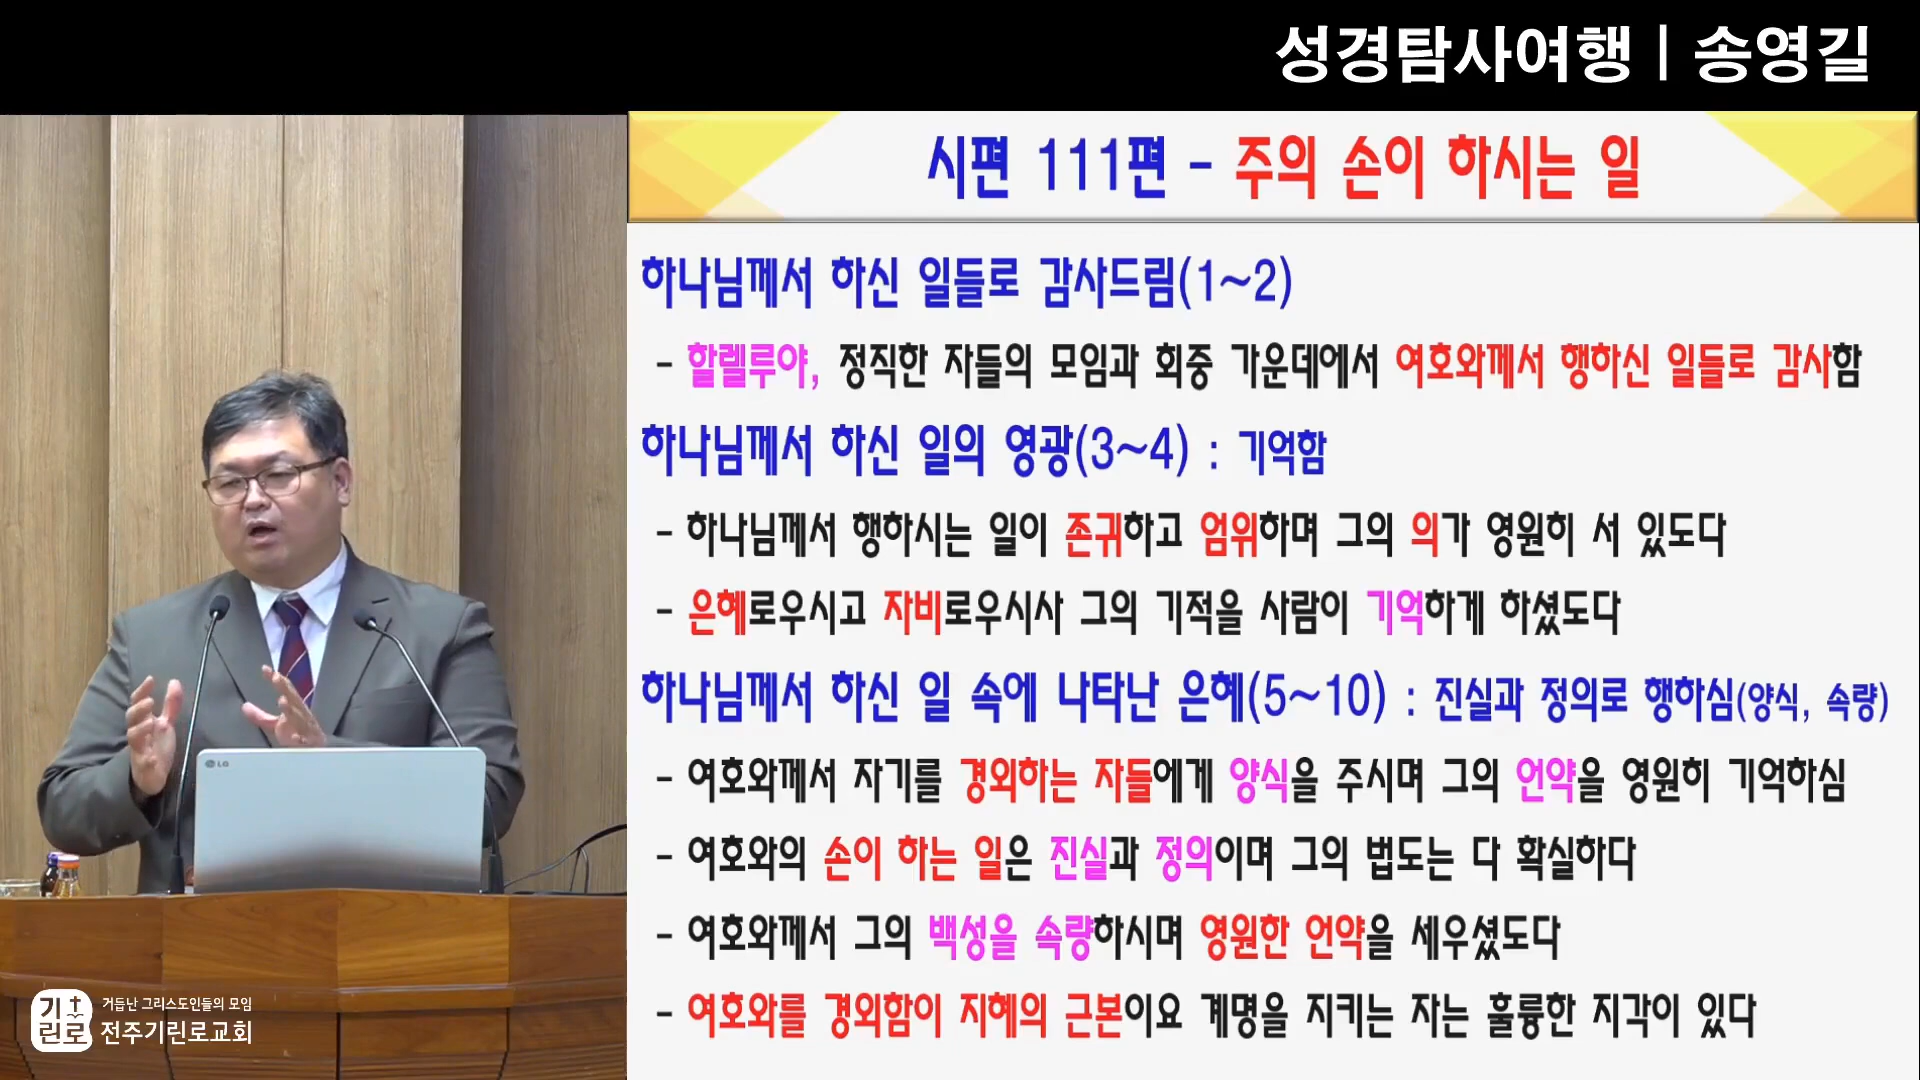 성경탐사여행 | 송영길
시편 111편 - 주의 손이 하시는 일
하나님께서 하신 일들로 감사드림(1~2)
- 할렐루야, 정직한 자들의 모임과 회중 가운데에서 여호와께서 행하신 일들로 감사함
하나님께서 하신 일의 영광(3~4) : 기억함
- 하나님께서 행하시는 일이 존귀하고 엄위하며 그의 의가 영원히 서 있도다
- 은혜로우시고 자비로우시사 그의 기적을 사람이 기억하게 하셨도다
하나님께서 하신 일 속에 나타난 은혜(5~10) : 진실과 정의로 행하심(양식, 속량)
- 여호와께서 자기를 경외하는 자들에게 양식을 주시며 그의 언약을 영원히 기억하심
- 여호와의 손이 하는 일은 진실과 정의이며 그의 법도는 다 확실하다
- 여호와께서 그의 백성을 속량하시며 영원한 언약을 세우셨도다
- 여호와를 경외함이 지혜의 근본이요 계명을 지키는 자는 훌륭한 지각이 있다
LG
기린로
거듭난 그리스도인들의 모임
전주기린로교회